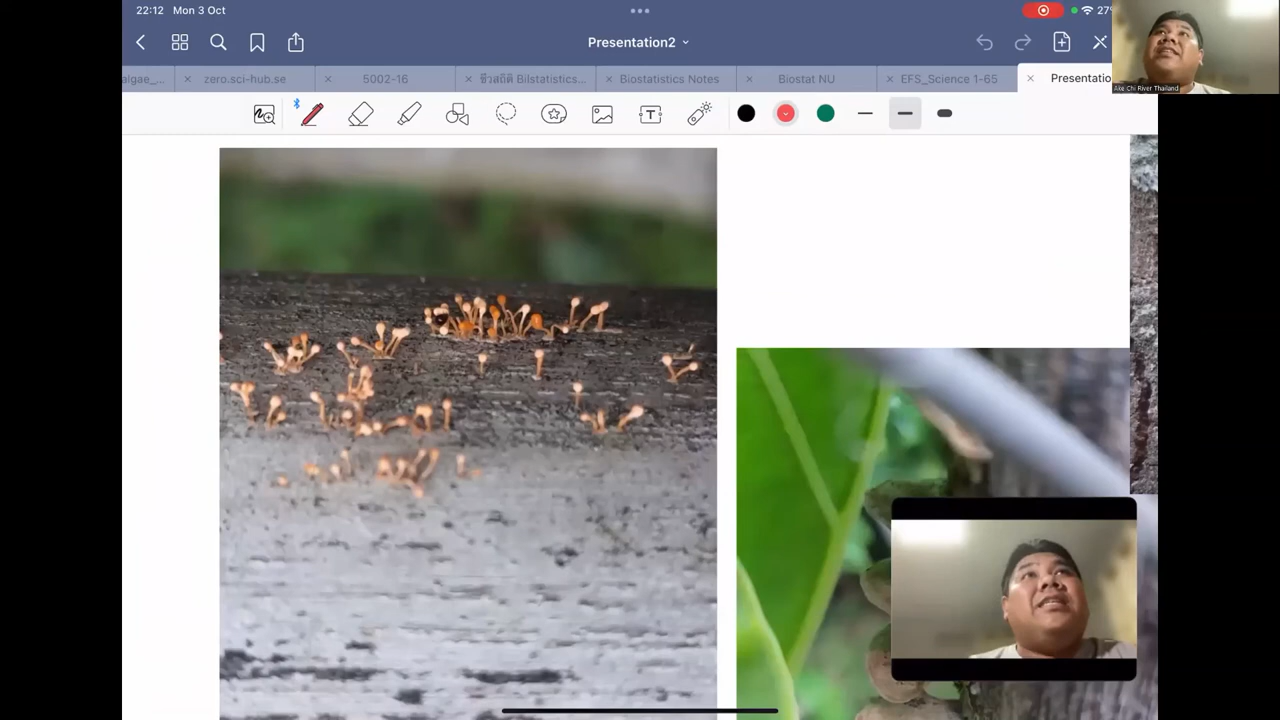 22:12 Mon 3 Oct
27%
Presentation2
algae_...
zero.sci-hub.se
5002-16
ชีวสถิติ Bilstatistics...
Biostatistics Notes
Biostat NU
EFS_Science 1-65
Presentatio
T
Ake Chi River Thailand